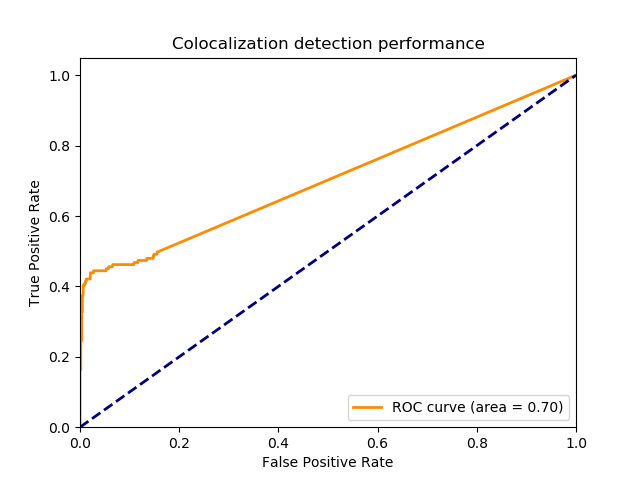 Colocalization detection performance
1.0
0.8
0.6
0.4
0.2
0.0
True Positive Rate
ROC curve (area = 0.70)
0.0 0.2 0.4 0.6 0.8 1.0
False Positive Rate